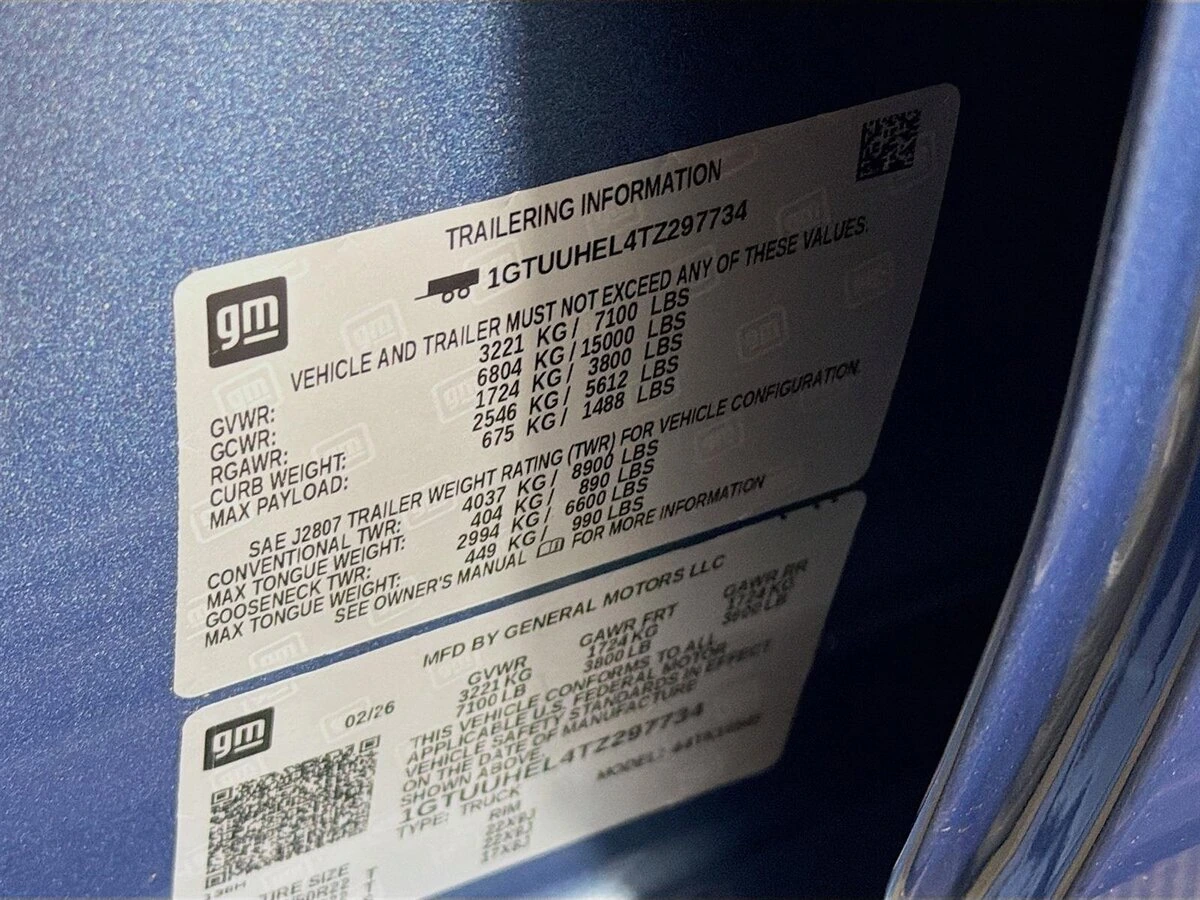 gm
TRAILERING INFORMATION
1GTUUHEL4TZ297734
VEHICLE AND TRAILER MUST NOT EXCEED ANY OF THESE VALUES.
GVWR: 3221 KG/ 7100 LBS
GCWR: 6804 KG/15000 LBS
RGAWR: 1724 KG/ 3800 LBS
CURB WEIGHT: 2546 KG/ 5612 LBS
MAX PAYLOAD: 675 KG/ 1488 LBS
SAE J2807 TRAILER WEIGHT RATING (TWR) FOR VEHICLE CONFIGURATION.
CONVENTIONAL TWR: 4037 KG/ 8900 LBS
MAX TONGUE WEIGHT: 404 KG/ 890 LBS
GOOSENECK TWR: 2994 KG/ 6600 LBS
MAX TONGUE WEIGHT: 449 KG/ 990 LBS
SEE OWNER'S MANUAL FOR MORE INFORMATION
gm
02/26
MFD BY GENERAL MOTORS LLC
GVWR GAWR FRT GAWR RR
3221 KG 1724 KG 1724 KG
7100 LB 3800 LB 3800 LB
THIS VEHICLE CONFORMS TO ALL
APPLICABLE U.S. FEDERAL MOTOR
VEHICLE SAFETY STANDARDS IN EFFECT
ON THE DATE OF MANUFACTURE
SHOWN ABOVE.
1GTUUHEL4TZ297734
TYPE: TRUCK MODEL:
RIM